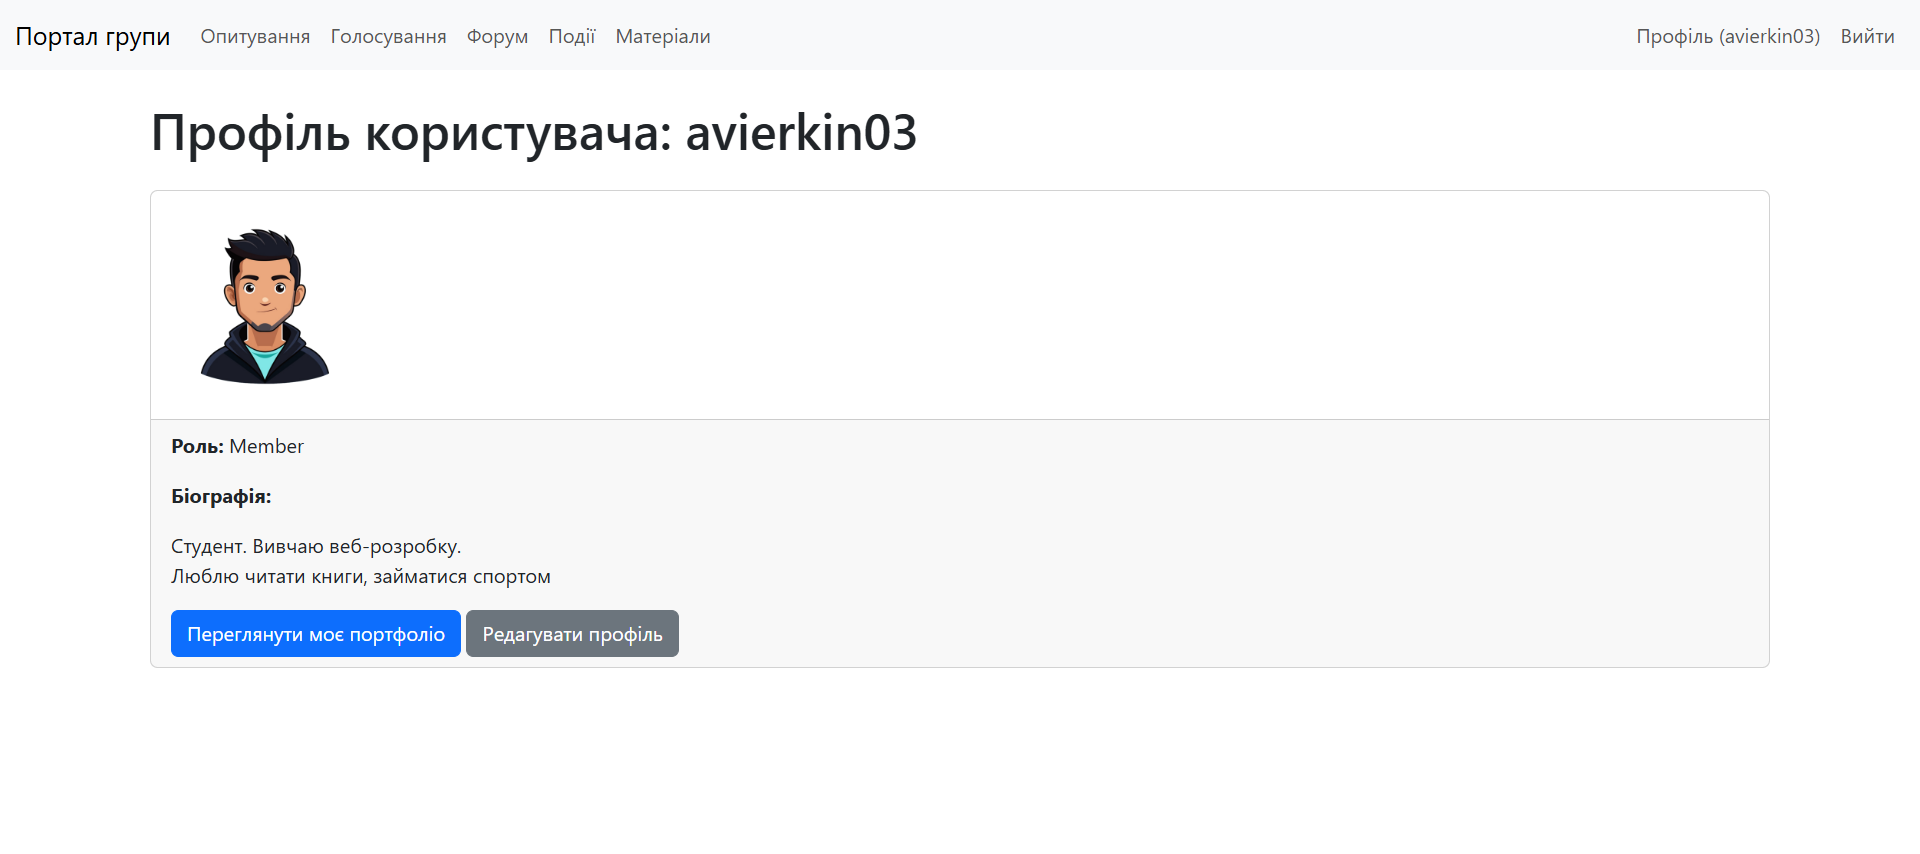 Портал групи Опитування Голосування Форум Події Матеріали Профіль (avierkin03) Вийти
Профіль користувача: avierkin03
Роль: Member
Біографія:
Студент. Вивчаю веб-розробку.
Люблю читати книги, займатися спортом
Переглянути моє портфоліо Редагувати профіль